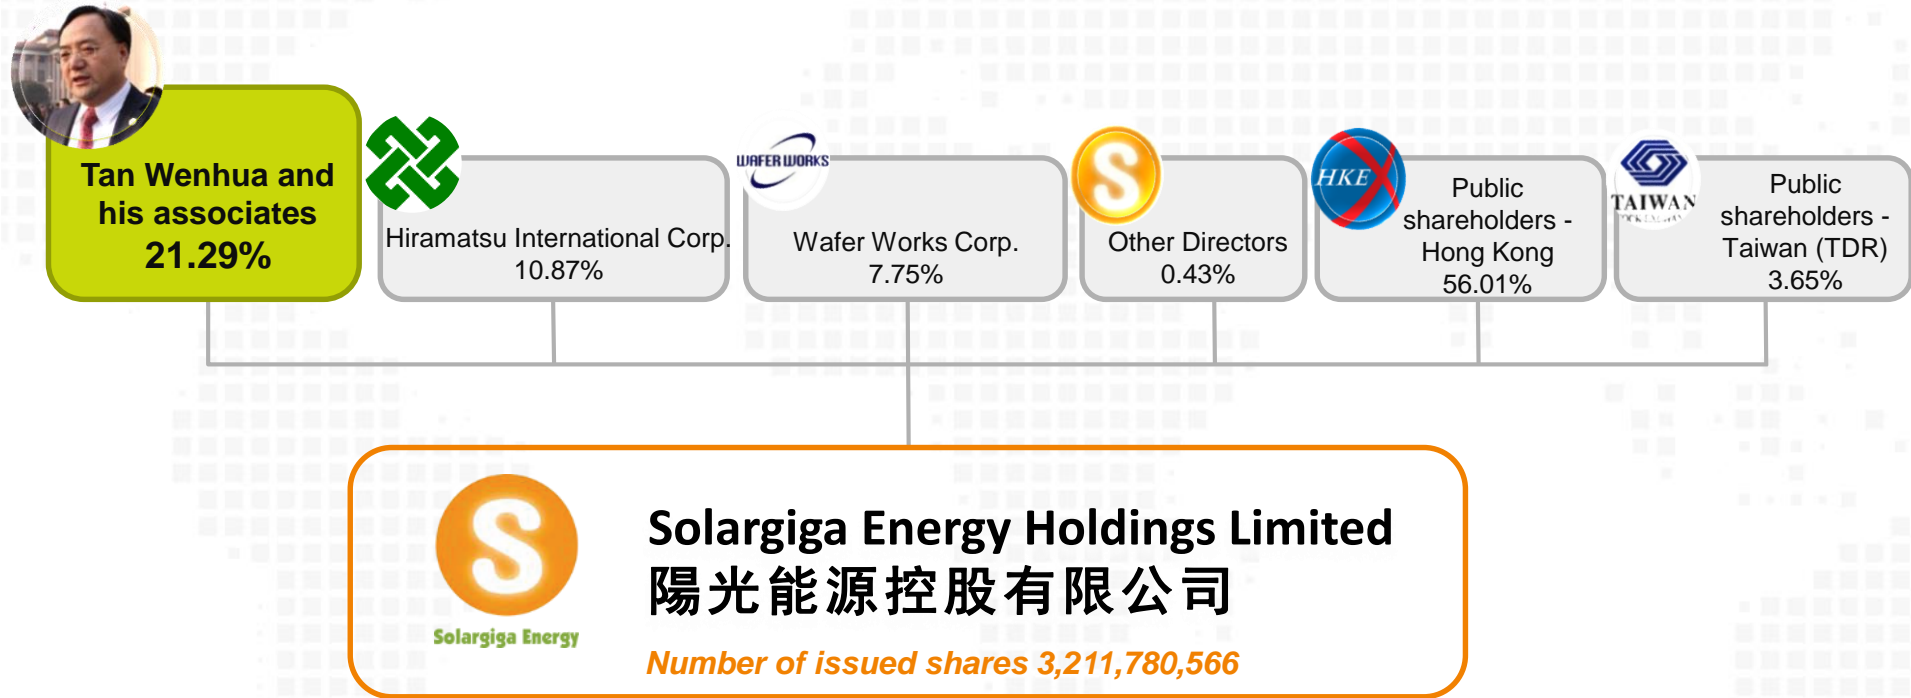 Tan Wenhua and
his associates
21.29%
Hiramatsu International Corp.
10.87%
WAFER WORKS
Wafer Works Corp.
7.75%
S
Other Directors
0.43%
HKEX
Public
shareholders -
Hong Kong
56.01%
TAIWAN
Public
shareholders -
Taiwan (TDR)
3.65%
S
Solargiga Energy
Solargiga Energy Holdings Limited
陽光能源控股有限公司
Number of issued shares 3,211,780,566